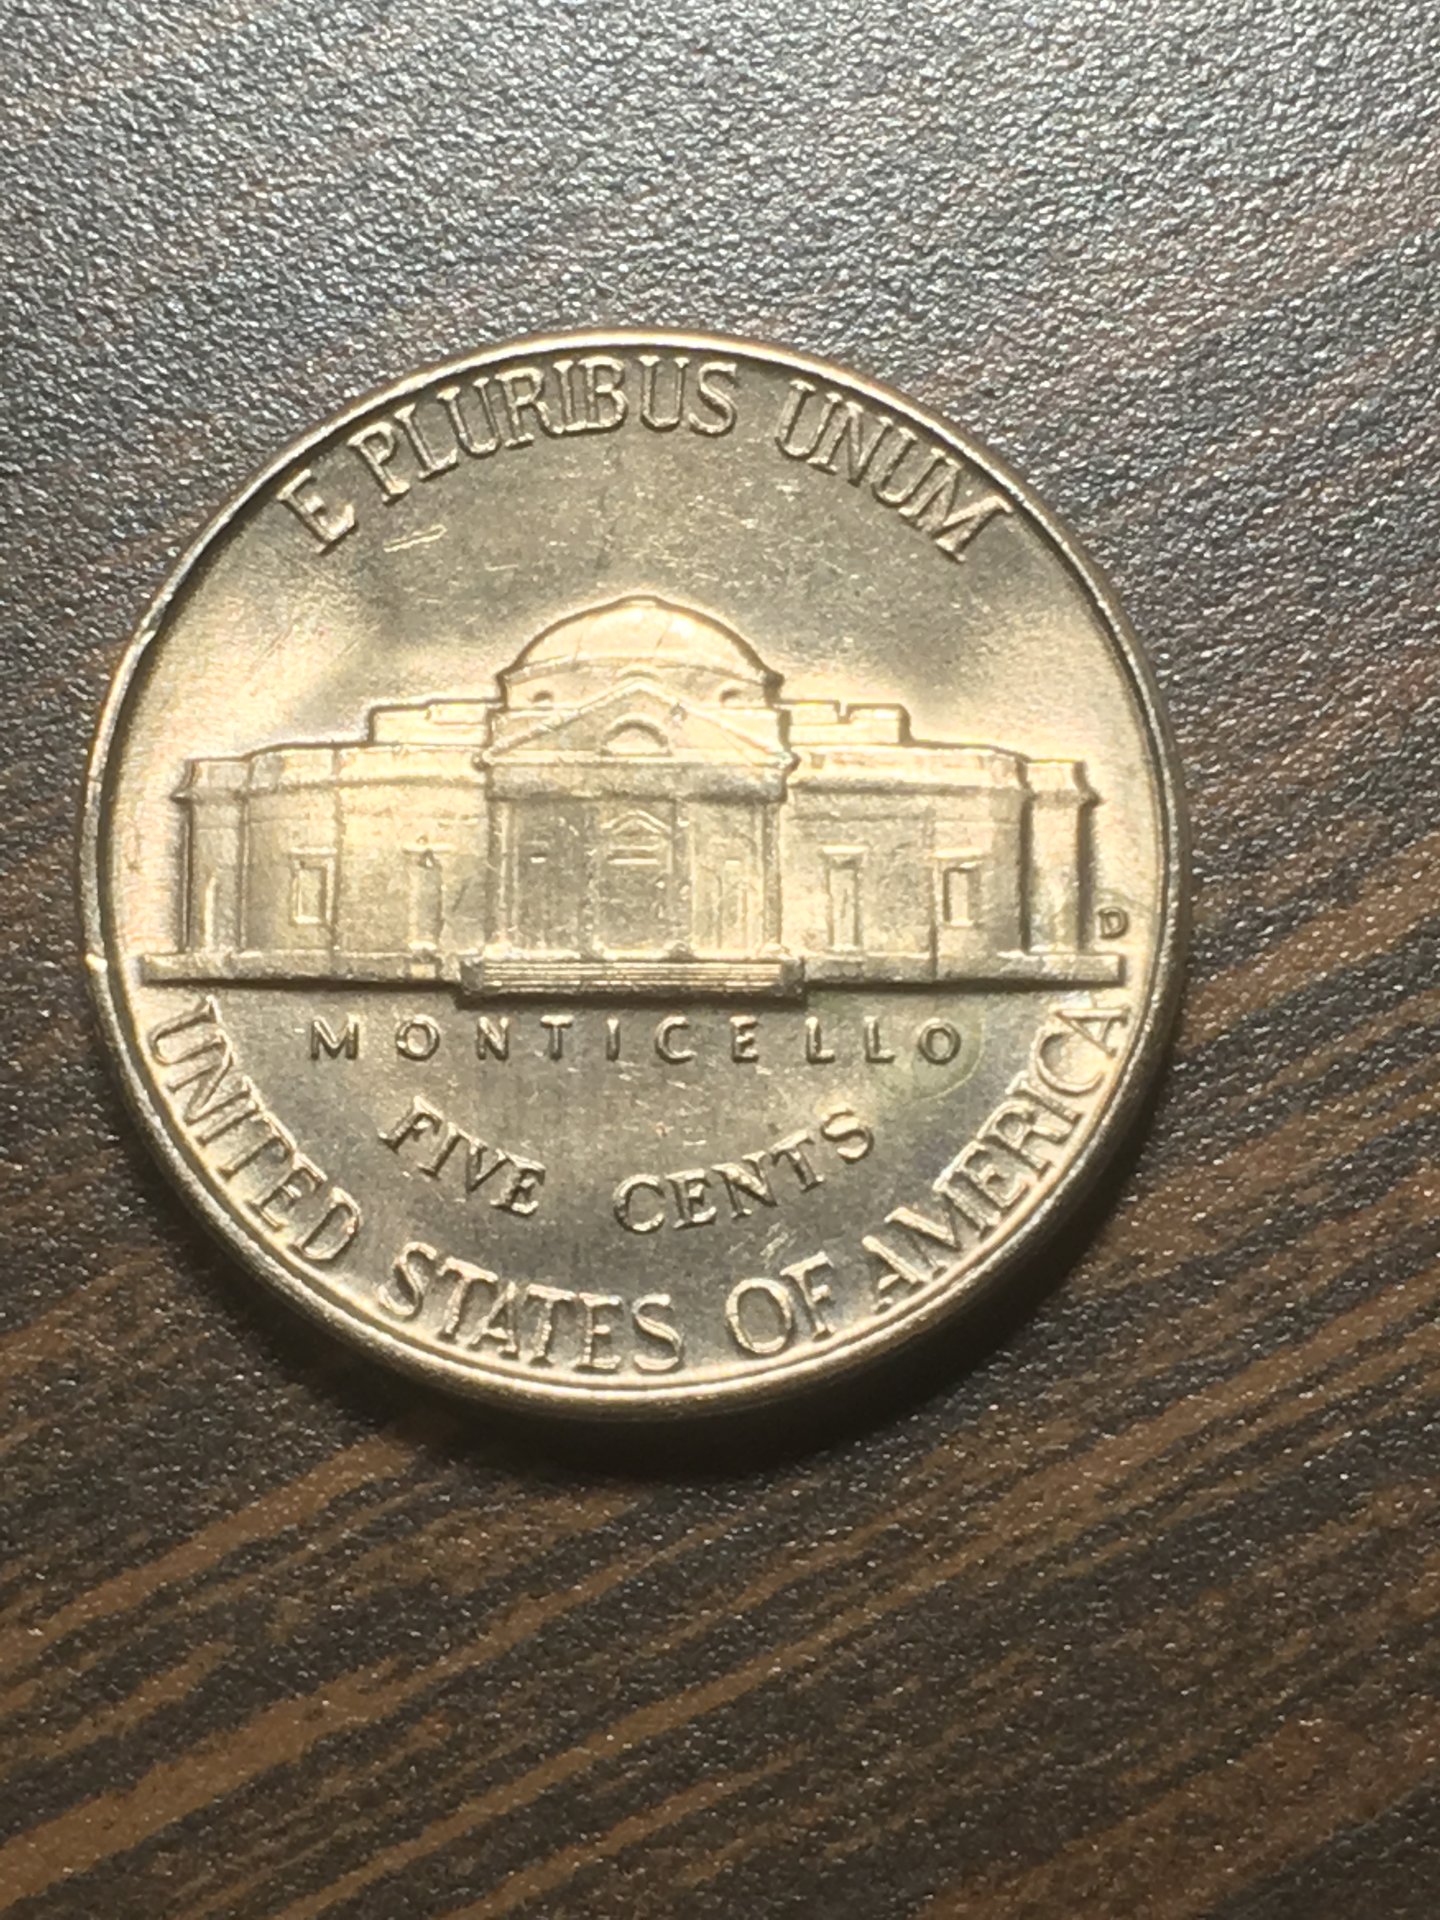 E PLURIBUS UNUM
D
MONTICELLO
FIVE CENTS
UNITED STATES OF AMERICA